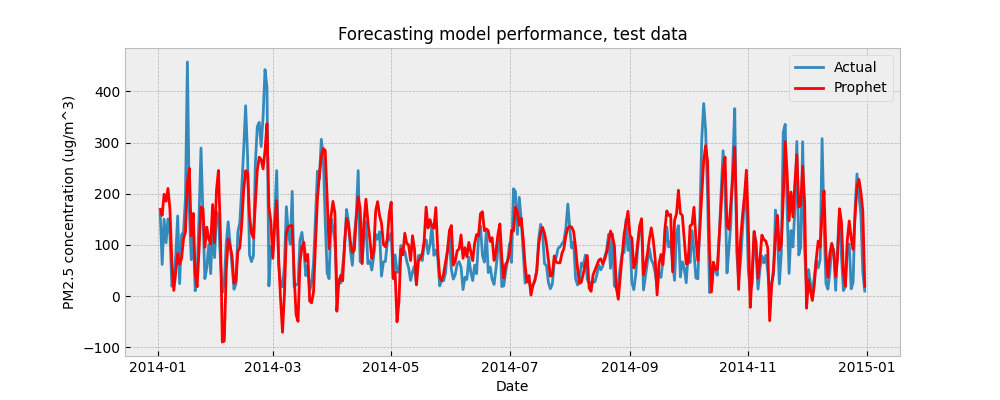 Forecasting model performance, test data
Actual
Prophet
PM2.5 concentration (ug/m^3)
400
300
200
100
0
−100
2014-01
2014-03
2014-05
2014-07
2014-09
2014-11
2015-01
Date